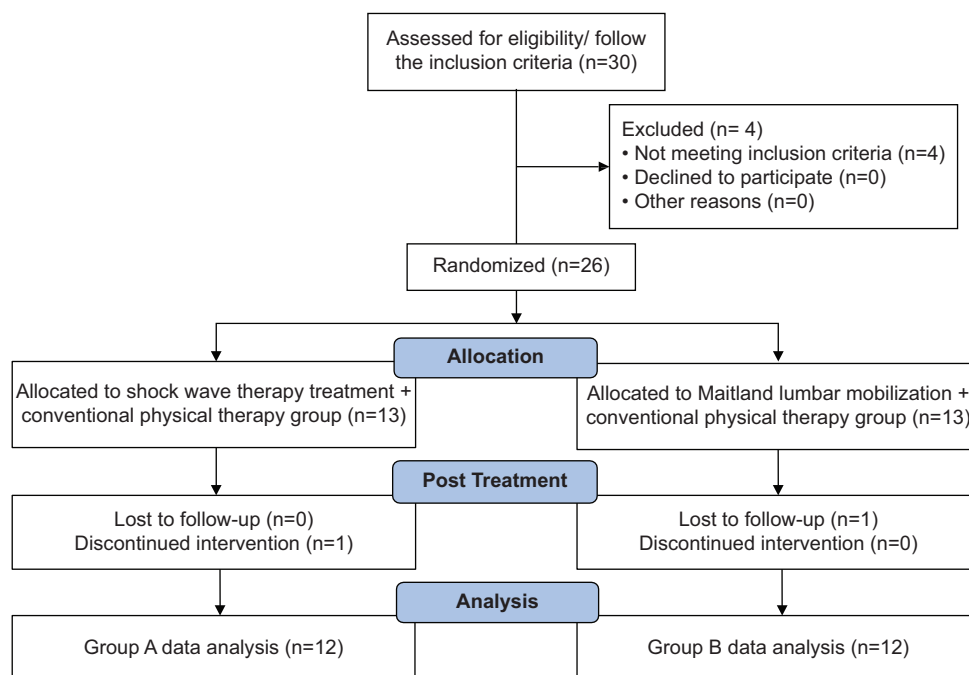 Assessed for eligibility/ follow
the inclusion criteria (n=30)
Excluded (n= 4)
• Not meeting inclusion criteria (n=4)
• Declined to participate (n=0)
• Other reasons (n=0)
Randomized (n=26)
Allocation
Allocated to shock wave therapy treatment +
conventional physical therapy group (n=13)
Allocated to Maitland lumbar mobilization +
conventional physical therapy group (n=13)
Post Treatment
Lost to follow-up (n=0)
Discontinued intervention (n=1)
Lost to follow-up (n=1)
Discontinued intervention (n=0)
Analysis
Group A data analysis (n=12)
Group B data analysis (n=12)